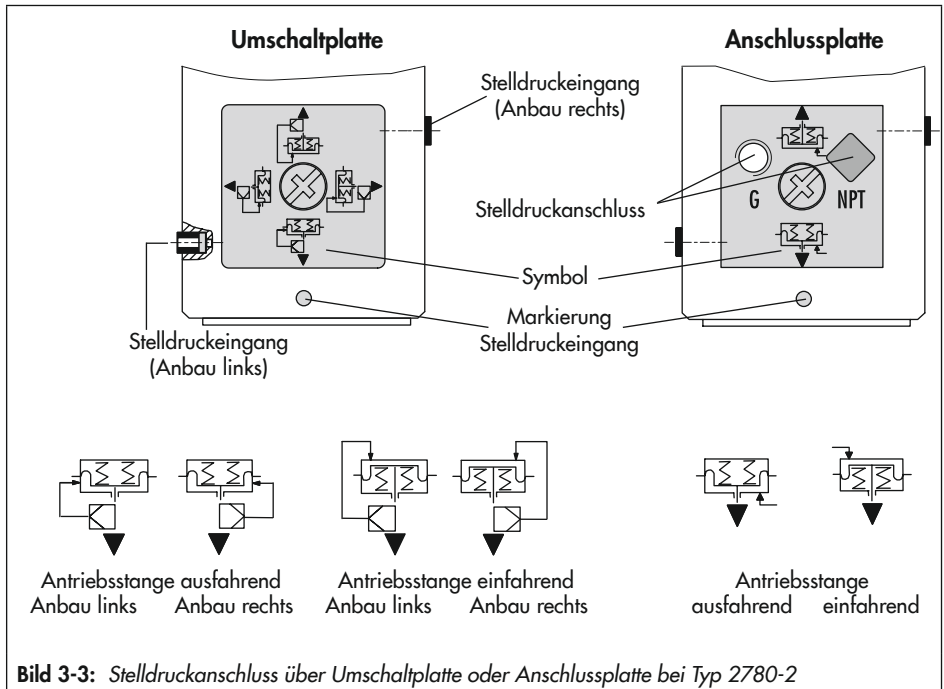 Umschaltplatte
Anschlussplatte
Stelldruckeingang
(Anbau rechts)
Stelldruckanschluss
G
NPT
Symbol
Markierung
Stelldruckeingang
Stelldruckeingang
(Anbau links)
Antriebsstange ausfahrend
Anbau links Anbau rechts
Antriebsstange einfahrend
Anbau links Anbau rechts
Antriebsstange
ausfahrend einfahrend
Bild 3-3: Stelldruckanschluss über Umschaltplatte oder Anschlussplatte bei Typ 2780-2